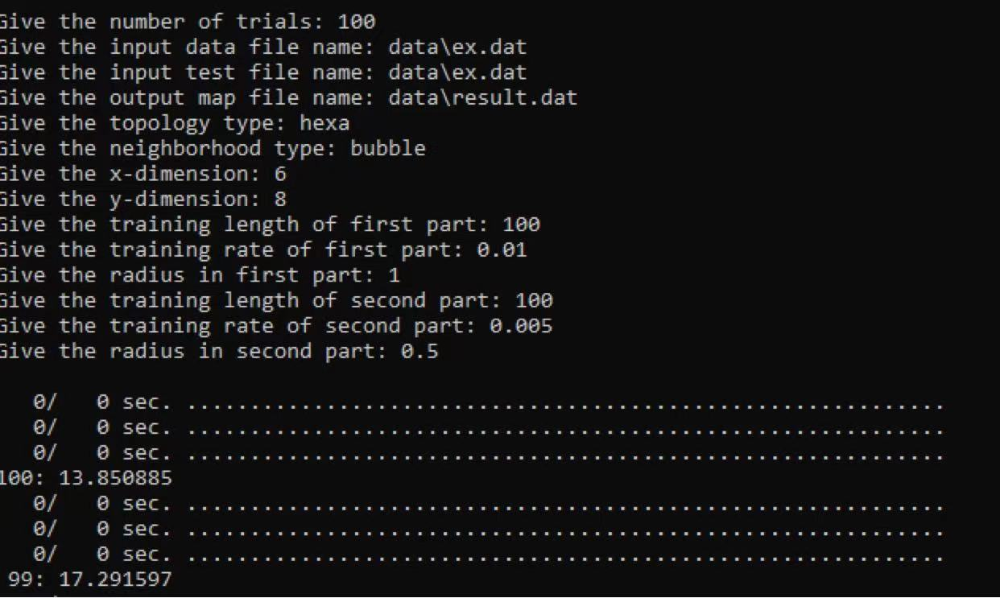 Give the number of trials: 100
Give the input data file name: data\ex.dat
Give the input test file name: data\ex.dat
Give the output map file name: data\result.dat
Give the topology type: hexa
Give the neighborhood type: bubble
Give the x-dimension: 6
Give the y-dimension: 8
Give the training length of first part: 100
Give the training rate of first part: 0.01
Give the radius in first part: 1
Give the training length of second part: 100
Give the training rate of second part: 0.005
Give the radius in second part: 0.5
0/   0 sec. ............................................................
0/   0 sec. ............................................................
0/   0 sec. ............................................................
100: 13.850885
0/   0 sec. ............................................................
0/   0 sec. ............................................................
0/   0 sec. ............................................................
99: 17.291597